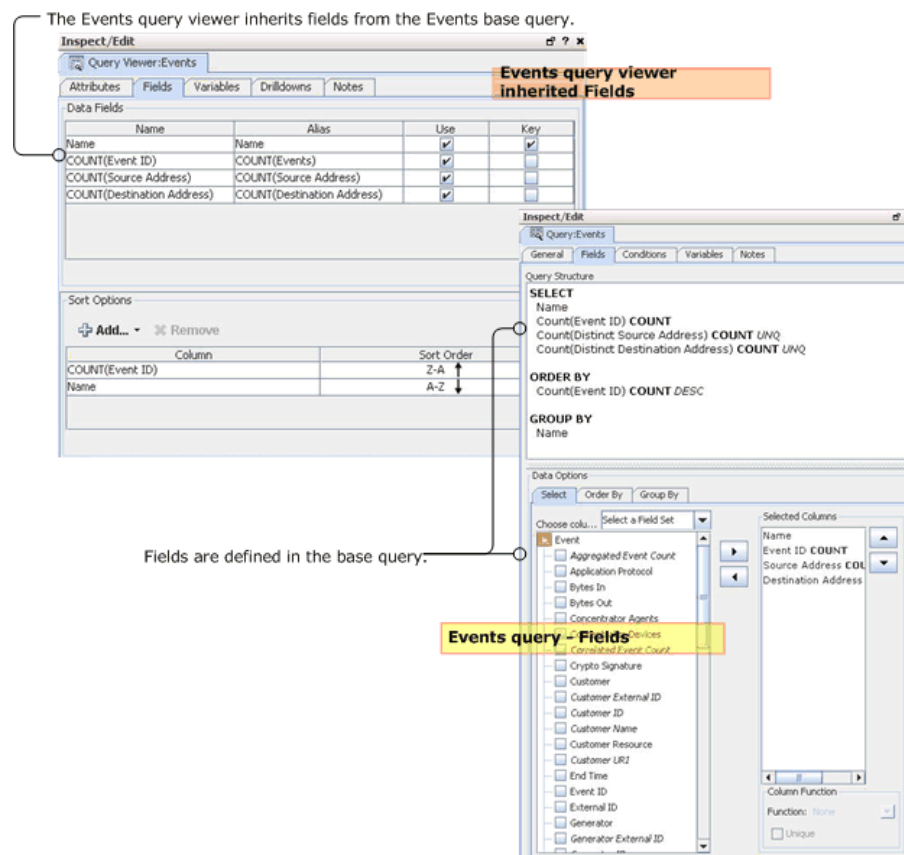 The Events query viewer inherits fields from the Events base query.
Inspect/Edit
Query Viewer:Events
Attributes Fields Variables Drilldowns Notes
Events query viewer
inherited Fields
Data Fields
Name Alias Use Key
Name Name
COUNT(Event ID) COUNT(Events)
COUNT(Source Address) COUNT(Source Address)
COUNT(Destination Address) COUNT(Destination Address)
Sort Options
Add... Remove
Column Sort Order
COUNT(Event ID) Z-A
Name A-Z
Inspect/Edit
Query:Events
General Fields Conditions Variables Notes
Query Structure
SELECT
Name
Count(Event ID) COUNT
Count(Distinct Source Address) COUNT UNQ
Count(Distinct Destination Address) COUNT UNQ
ORDER BY
Count(Event ID) COUNT DESC
GROUP BY
Name
Fields are defined in the base query.
Data Options
Select Order By Group By
Choose colu... Select a Field Set
Event
Aggregated Event Count
Application Protocol
Bytes In
Bytes Out
Concentrator Agents
Devices
Correlated Event Count
Crypto Signature
Customer
Customer External ID
Customer ID
Customer Name
Customer Resource
Customer URI
End Time
Event ID
External ID
Generator
Generator External ID
Events query - Fields
Selected Columns
Name
Event ID COUNT
Source Address COU
Destination Address
Column Function
Function: None
Unique